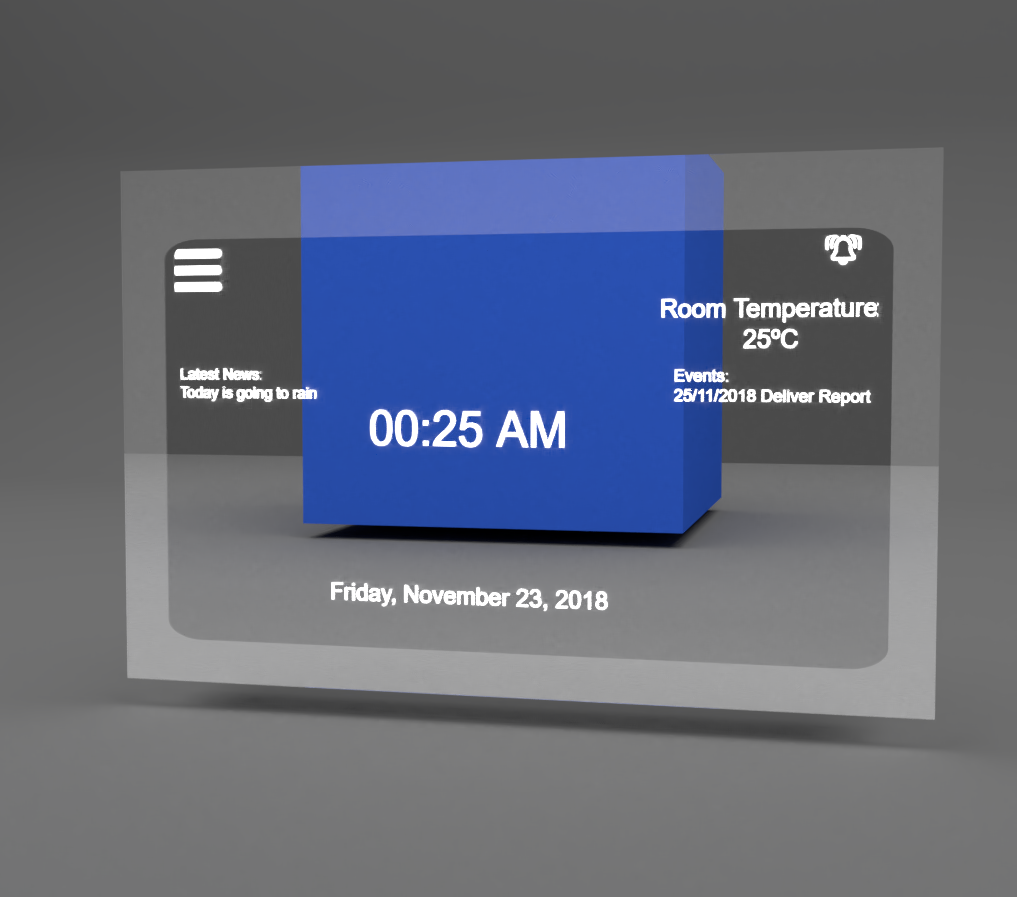 Room Temperature:
25ºC
Latest News:
Today is going to rain
Events:
25/11/2018 Deliver Report
00:25 AM
Friday, November 23, 2018